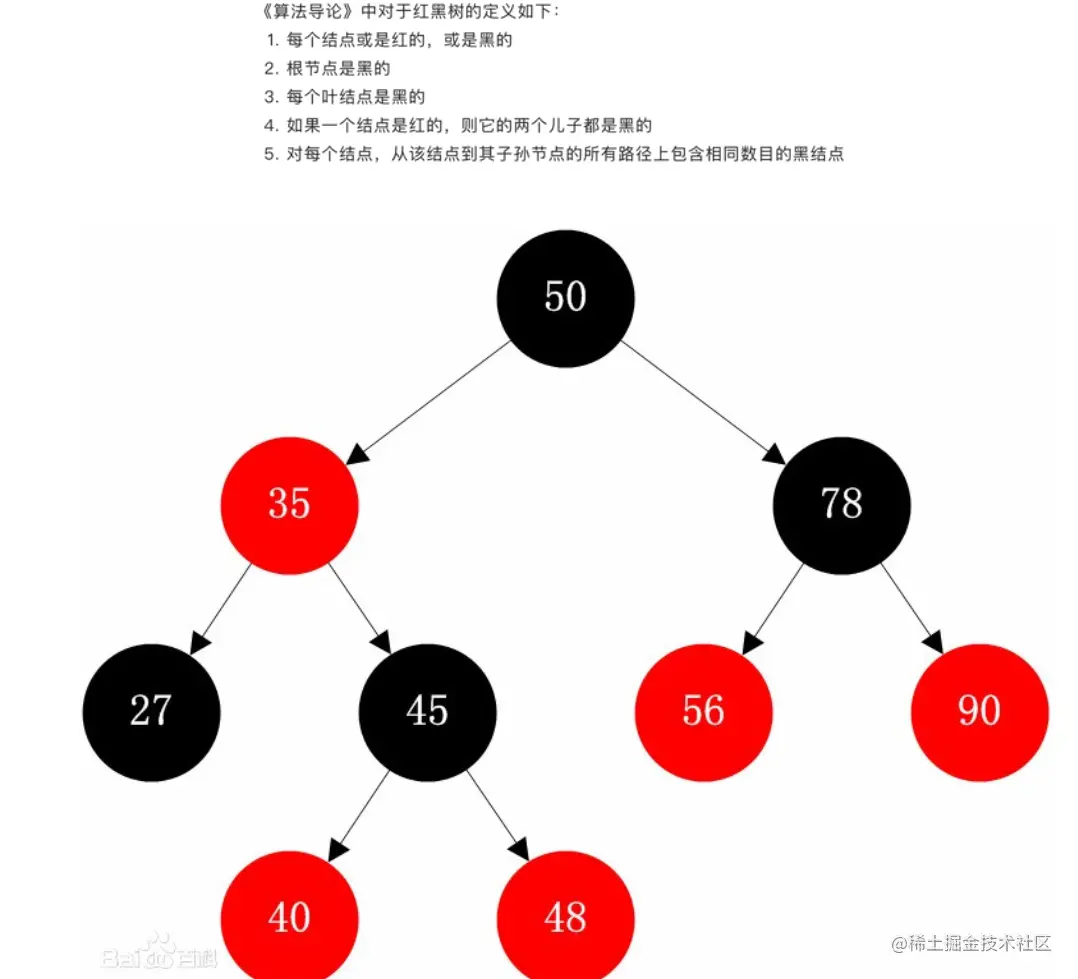 《算法导论》中对于红黑树的定义如下：
1. 每个结点或是红的，或是黑的
2. 根节点是黑的
3. 每个叶结点是黑的
4. 如果一个结点是红的，则它的两个儿子都是黑的
5. 对每个结点，从该结点到其子孙节点的所有路径上包含相同数目的黑结点
50
35
78
27
45
56
90
40
48
Bai百科
@稀土掘金技术社区